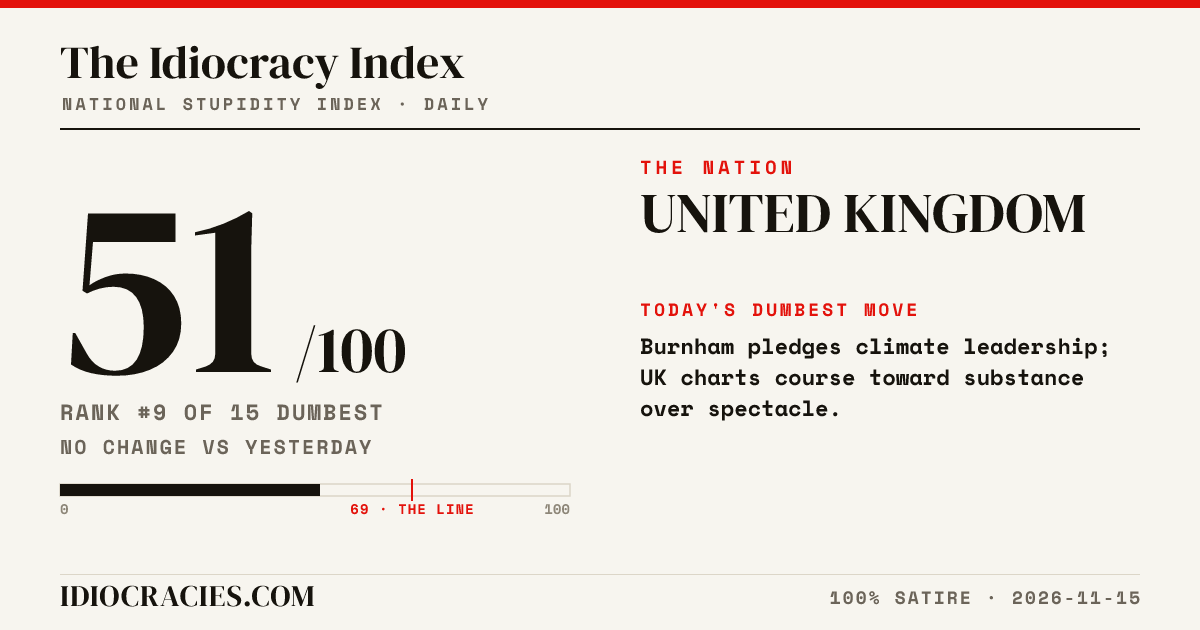 The Idiocracy Index
NATIONAL STUPIDITY INDEX · DAILY
51 /100
RANK #9 OF 15 DUMBEST
NO CHANGE VS YESTERDAY
0
69 · THE LINE
100
THE NATION
UNITED KINGDOM
TODAY'S DUMBEST MOVE
Burnham pledges climate leadership;
UK charts course toward substance
over spectacle.
IDIOCRACIES.COM
100% SATIRE · 2026-11-15